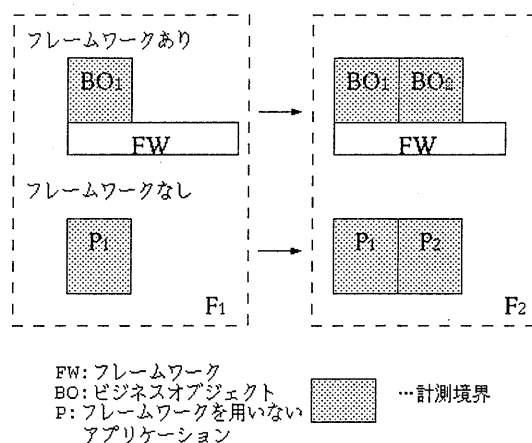 フレームワークあり
BO1
BO1
BO2
FW
FW
フレームワークなし
P1
P1
P2
F1
F2
FW:フレームワーク
BO:ビジネスオブジェクト
P:フレームワークを用いない
アプリケーション
…計測境界